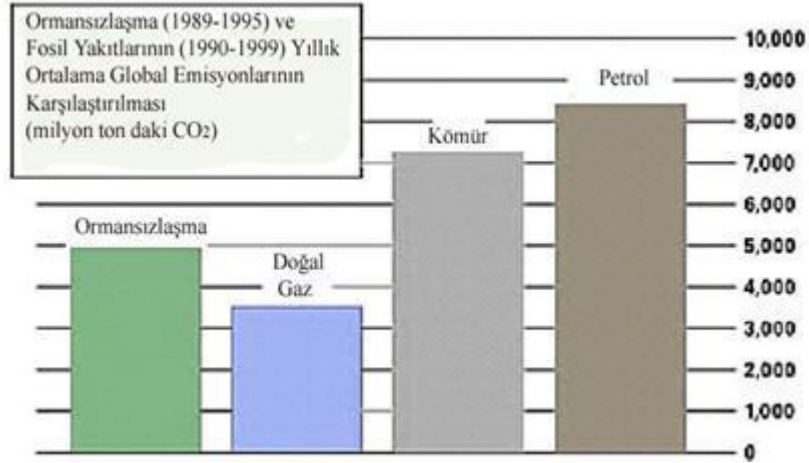 Ormansızlaşma (1989-1995) ve
Fosil Yakıtlarının (1990-1999) Yıllık
Ortalama Global Emisyonlarının
Karşılaştırılması
(milyon ton daki CO₂)
Ormansızlaşma
Doğal
Gaz
Kömür
Petrol
10,000
9,000
8,000
7,000
6,000
5,000
4,000
3,000
2,000
1,000
0